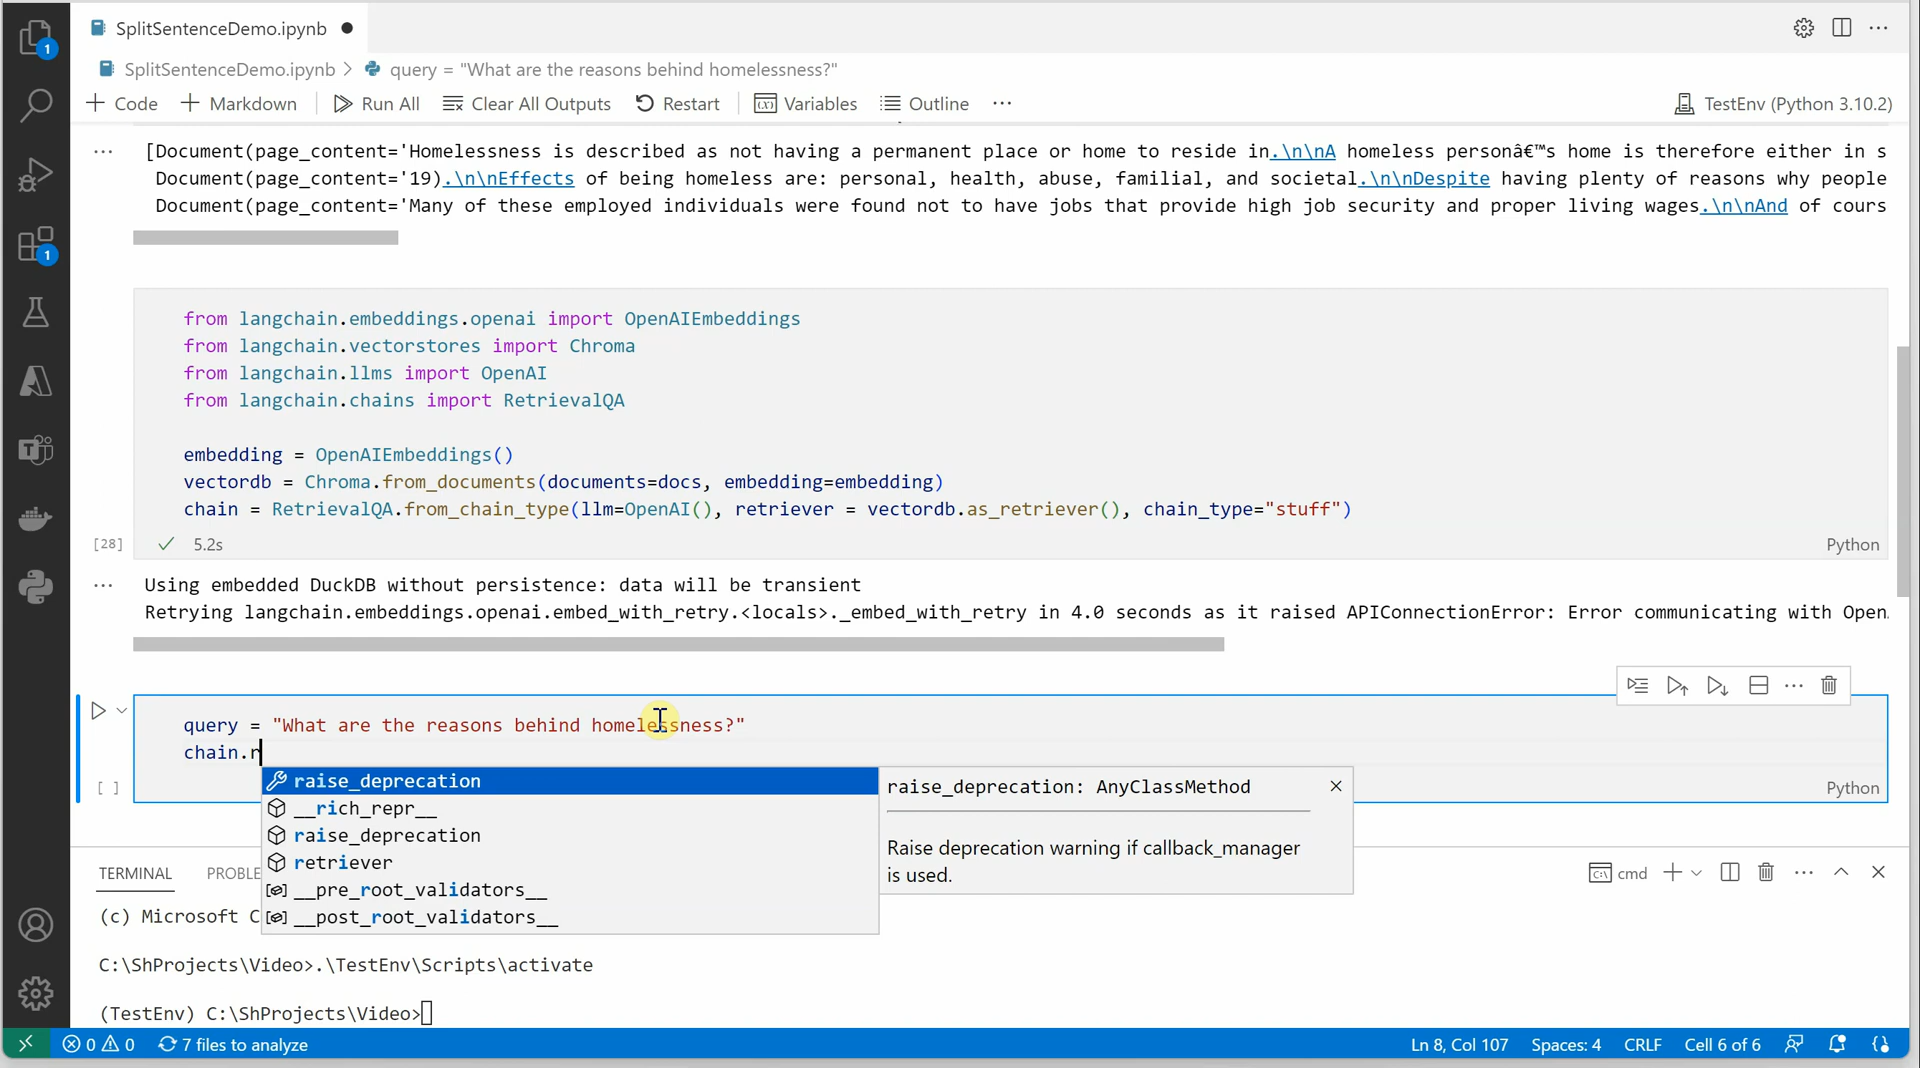 SplitSentenceDemo.ipynb
1
SplitSentenceDemo.ipynb > query = "What are the reasons behind homelessness?"
+ Code + Markdown Run All Clear All Outputs Restart Variables Outline ... TestEnv (Python 3.10.2)
... [Document(page_content='Homelessness is described as not having a permanent place or home to reside in.\n\nA homeless personâ€™s home is therefore either in s
Document(page_content='19).\n\nEffects of being homeless are: personal, health, abuse, familial, and societal.\n\nDespite having plenty of reasons why people
Document(page_content='Many of these employed individuals were found not to have jobs that provide high job security and proper living wages.\n\nAnd of cours
1
from langchain.embeddings.openai import OpenAIEmbeddings
from langchain.vectorstores import Chroma
from langchain.llms import OpenAI
from langchain.chains import RetrievalQA
embedding = OpenAIEmbeddings()
vectordb = Chroma.from_documents(documents=docs, embedding=embedding)
chain = RetrievalQA.from_chain_type(llm=OpenAI(), retriever = vectordb.as_retriever(), chain_type="stuff")
[28] ✓ 5.2s Python
... Using embedded DuckDB without persistence: data will be transient
Retrying langchain.embeddings.openai.embed_with_retry.<locals>._embed_with_retry in 4.0 seconds as it raised APIConnectionError: Error communicating with Open
query = "What are the reasons behind homelessness?"
chain.r
[ ] Python
raise_deprecation
__rich_repr__
raise_deprecation
retriever
__pre_root_validators__
__post_root_validators__
raise_deprecation: AnyClassMethod
Raise deprecation warning if callback_manager
is used.
TERMINAL PROBLE cmd
(c) Microsoft C
C:\ShProjects\Video>.\TestEnv\Scripts\activate
(TestEnv) C:\ShProjects\Video>
0 0 7 files to analyze Ln 8, Col 107 Spaces: 4 CRLF Cell 6 of 6